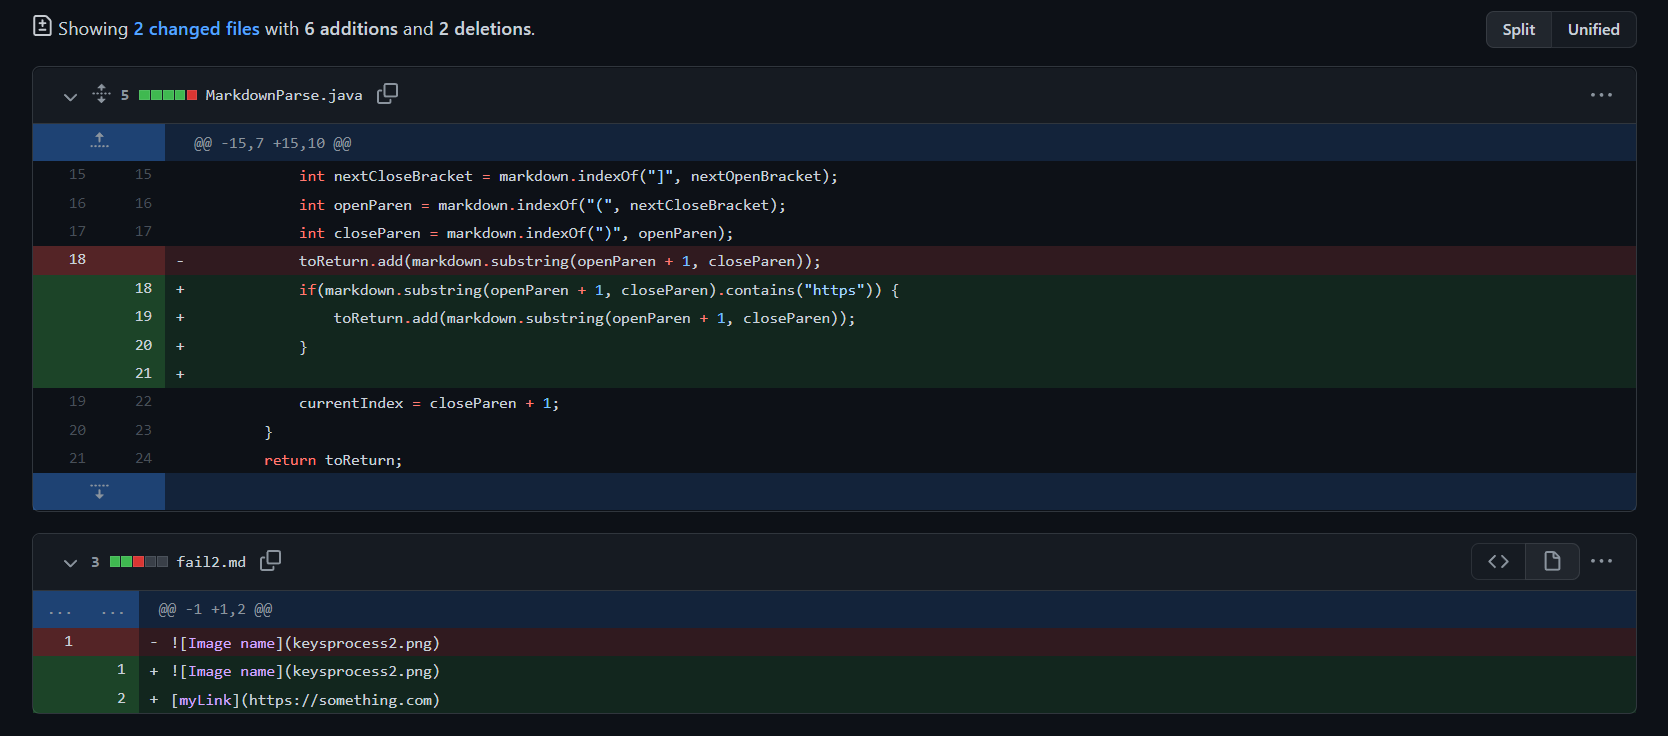 Showing 2 changed files with 6 additions and 2 deletions.
Split Unified
5 MarkdownParse.java
@@ -15,7 +15,10 @@
15 15 int nextCloseBracket = markdown.indexOf("]", nextOpenBracket);
16 16 int openParen = markdown.indexOf("(", nextCloseBracket);
17 17 int closeParen = markdown.indexOf(")", openParen);
18 - toReturn.add(markdown.substring(openParen + 1, closeParen));
18 + if(markdown.substring(openParen + 1, closeParen).contains("https")) {
19 + toReturn.add(markdown.substring(openParen + 1, closeParen));
20 + }
21 +
19 22 currentIndex = closeParen + 1;
20 23 }
21 24 return toReturn;
3 fail2.md
... ... @@ -1 +1,2 @@
1 - ![Image name](keysprocess2.png)
1 + ![Image name](keysprocess2.png)
2 + [myLink](https://something.com)